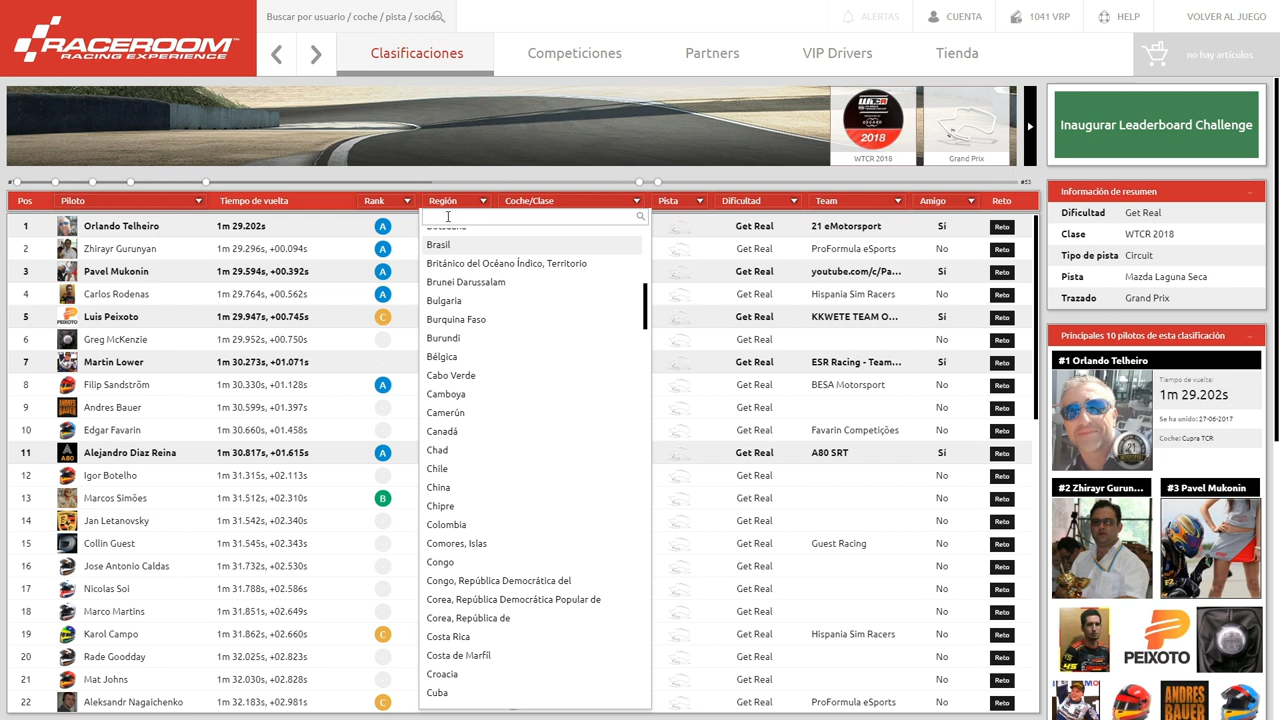 RACEROOM
RACING EXPERIENCE
Buscar por usuario / coche / pista / socio
ALERTAS
CUENTA
1041 VRP
HELP
VOLVER AL JUEGO
Clasificaciones
Competiciones
Partners
VIP Drivers
Tienda
no hay artículos
WTCR
2018
WTCR 2018
Grand Prix
Inaugurar Leaderboard Challenge
#53
Pos Piloto Tiempo de vuelta Rank Región Coche/Clase Pista Dificultad Team Amigo Reto
1 Orlando Telheiro 1m 29.202s A Get Real 21 eMotorsport Sí Reto
2 Zhirayr Gurunyan 1m 29.296s, +00.094s A Get Real ProFormula eSports No Reto
3 Pavel Mukonin 1m 29.594s, +00.392s A Get Real youtube.com/c/Pa... Sí Reto
4 Carlos Rodenas 1m 29.764s, +00.562s A Get Real Hispania Sim Racers No Reto
5 Luis Peixoto 1m 29.947s, +00.745s C Get Real KKWETE TEAM O... Sí Reto
6 Greg McKenzie 1m 29.952s, +00.750s Get Real No Reto
7 Martin Lower 1m 30.273s, +01.071s Get Real ESR Racing - Team... Sí Reto
8 Filip Sandström 1m 30.330s, +01.128s A Get Real BESA Motorsport No Reto
9 Andres Bauer 1m 30.599s, +01.397s Get Real No Reto
10 Edgar Favarin 1m 30.660s, +01.458s Get Real Favarin Competições No Reto
11 Alejandro Diaz Reina 1m 30.817s, +01.615s A Get Real A80 SRT Sí Reto
12 Igor Botelho 1m 31.315s, +02.113s Get Real No Reto
13 Marcos Simões 1m 31.512s, +02.310s B Get Real No Reto
14 Jan Letanovsky 1m 31.542s, +02.340s Get Real No Reto
15 Collin Guest 1m 31.545s, +02.343s Get Real Guest Racing No Reto
16 Jose Antonio Caldas 1m 31.732s, +02.530s Get Real No Reto
17 Nicolas Soi 1m 31.788s, +02.586s Get Real No Reto
18 Marco Martins 1m 31.851s, +02.649s Get Real No Reto
19 Karol Campo 1m 31.862s, +02.660s C Get Real Hispania Sim Racers No Reto
20 Rade Goodday 1m 32.025s, +02.823s Get Real No Reto
21 Mat Johns 1m 32.030s, +02.828s Get Real No Reto
22 Aleksandr Nagaichenko 1m 32.183s, +02.981s C Get Real ProFormula eSports No Reto
Botsuana
Brasil
Británico del Océano Índico, Territorio
Brunei Darussalam
Bulgaria
Burquina Faso
Burundi
Bélgica
Cabo Verde
Camboya
Camerún
Canadá
Chad
Chile
China
Chipre
Colombia
Comores, Islas
Congo
Congo, República Democrática del
Corea, República Democrática Popular de
Corea, República de
Costa Rica
Costa de Marfil
Croacia
Cuba
Información de resumen
Dificultad Get Real
Clase WTCR 2018
Tipo de pista Circuit
Pista Mazda Laguna Seca
Trazado Grand Prix
Principales 10 pilotos de esta clasificación
#1 Orlando Telheiro
Tiempo de vuelta:
1m 29.202s
Se ha unido: 27-06-2017
Coche: Cupra TCR
#2 Zhirayr Gurun...
#3 Pavel Mukonin
45
PEIXOTO
ANDRES
BAUER